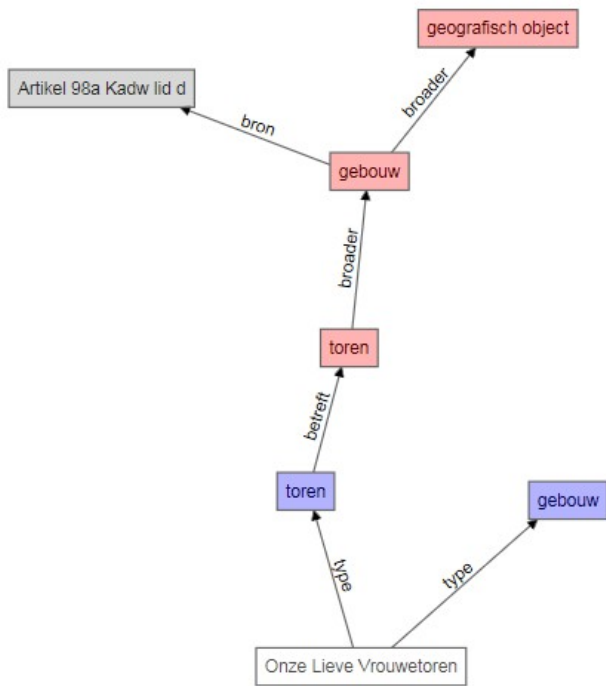 geografisch object
Artikel 98a Kadw lid d
broader
bron
gebouw
broader
toren
betreft
toren
gebouw
type
type
Onze Lieve Vrouwetoren